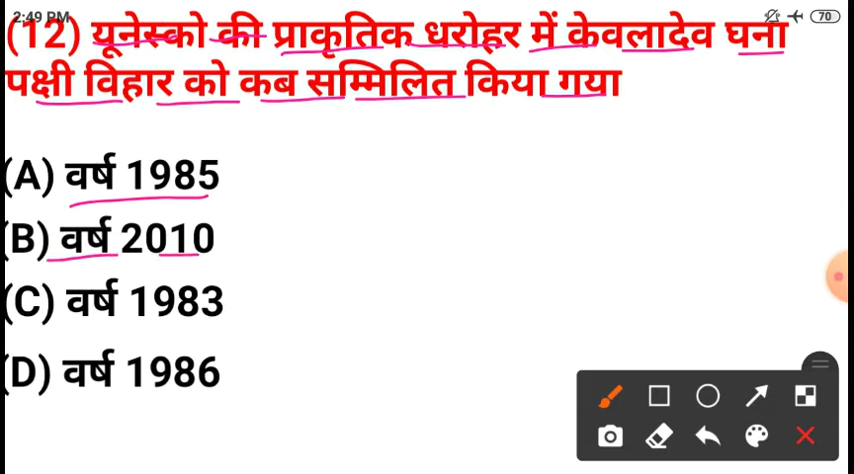 2:49 PM 70
(12) यूनेस्को की प्राकृतिक धरोहर में केवलादेव घना
पक्षी विहार को कब सम्मिलित किया गया
(A) वर्ष 1985
(B) वर्ष 2010
(C) वर्ष 1983
(D) वर्ष 1986